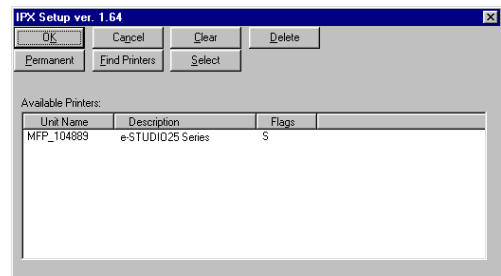 IPX Setup ver. 1.64
OK Cancel Clear Delete
Permanent Find Printers Select
Available Printers:
Unit Name Description Flags
MFP_104889 e-STUDIO25 Series S